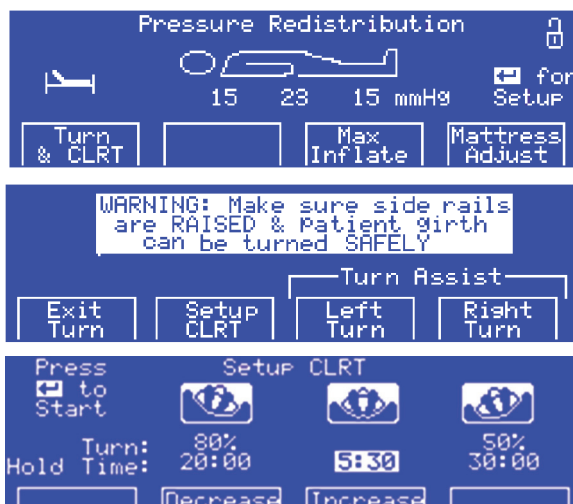 Pressure Redistribution
↵ for
15 23 15 mmHg Setup
Turn Max Mattress
& CLRT Inflate Adjust
WARNING: Make sure side rails
are RAISED & Patient girth
can be turned SAFELY
Turn Assist
Exit Setup Left Right
Turn CLRT Turn Turn
Press Setup CLRT
↵ to
Start
Turn: 80% 50%
Hold Time: 20:00 5:30 30:00
Decrease Increase